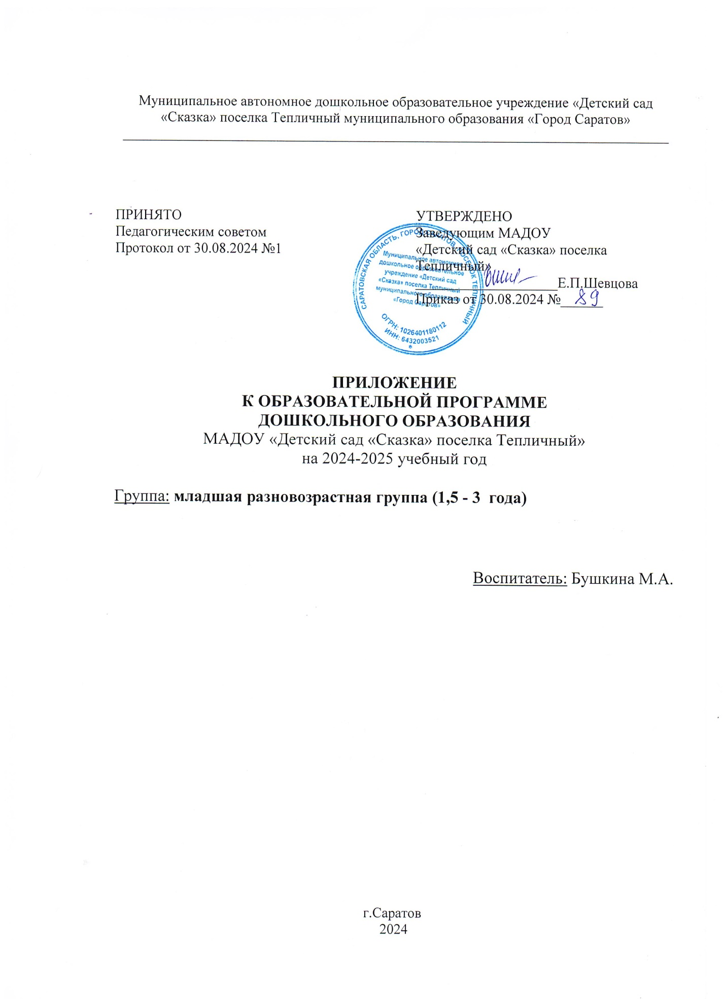 Муниципальное автономное дошкольное образовательное учреждение «Детский сад
«Сказка» поселка Тепличный муниципального образования «Город Саратов»
ПРИНЯТО
Педагогическим советом
Протокол от 30.08.2024 №1
УТВЕРЖДЕНО
Заведующим МАДОУ
«Детский сад «Сказка» поселка
Тепличный»
Е.П.Шевцова
Приказ от 30.08.2024 № 89
САРАТОВСКАЯ ОБЛАСТЬ, ГОРОД САРАТОВ, ПОСЕЛОК ТЕПЛИЧНЫЙ
Муниципальное автономное
дошкольное образовательное
учреждение «Детский сад
«Сказка» поселка Тепличный
муниципального образования
«Город Саратов»
ОГРН: 1026401180112
ИНН: 6432003521
*
ПРИЛОЖЕНИЕ
К ОБРАЗОВАТЕЛЬНОЙ ПРОГРАММЕ
ДОШКОЛЬНОГО ОБРАЗОВАНИЯ
МАДОУ «Детский сад «Сказка» поселка Тепличный»
на 2024-2025 учебный год
Группа: младшая разновозрастная группа (1,5 - 3  года)
Воспитатель: Бушкина М.А.
г.Саратов
2024